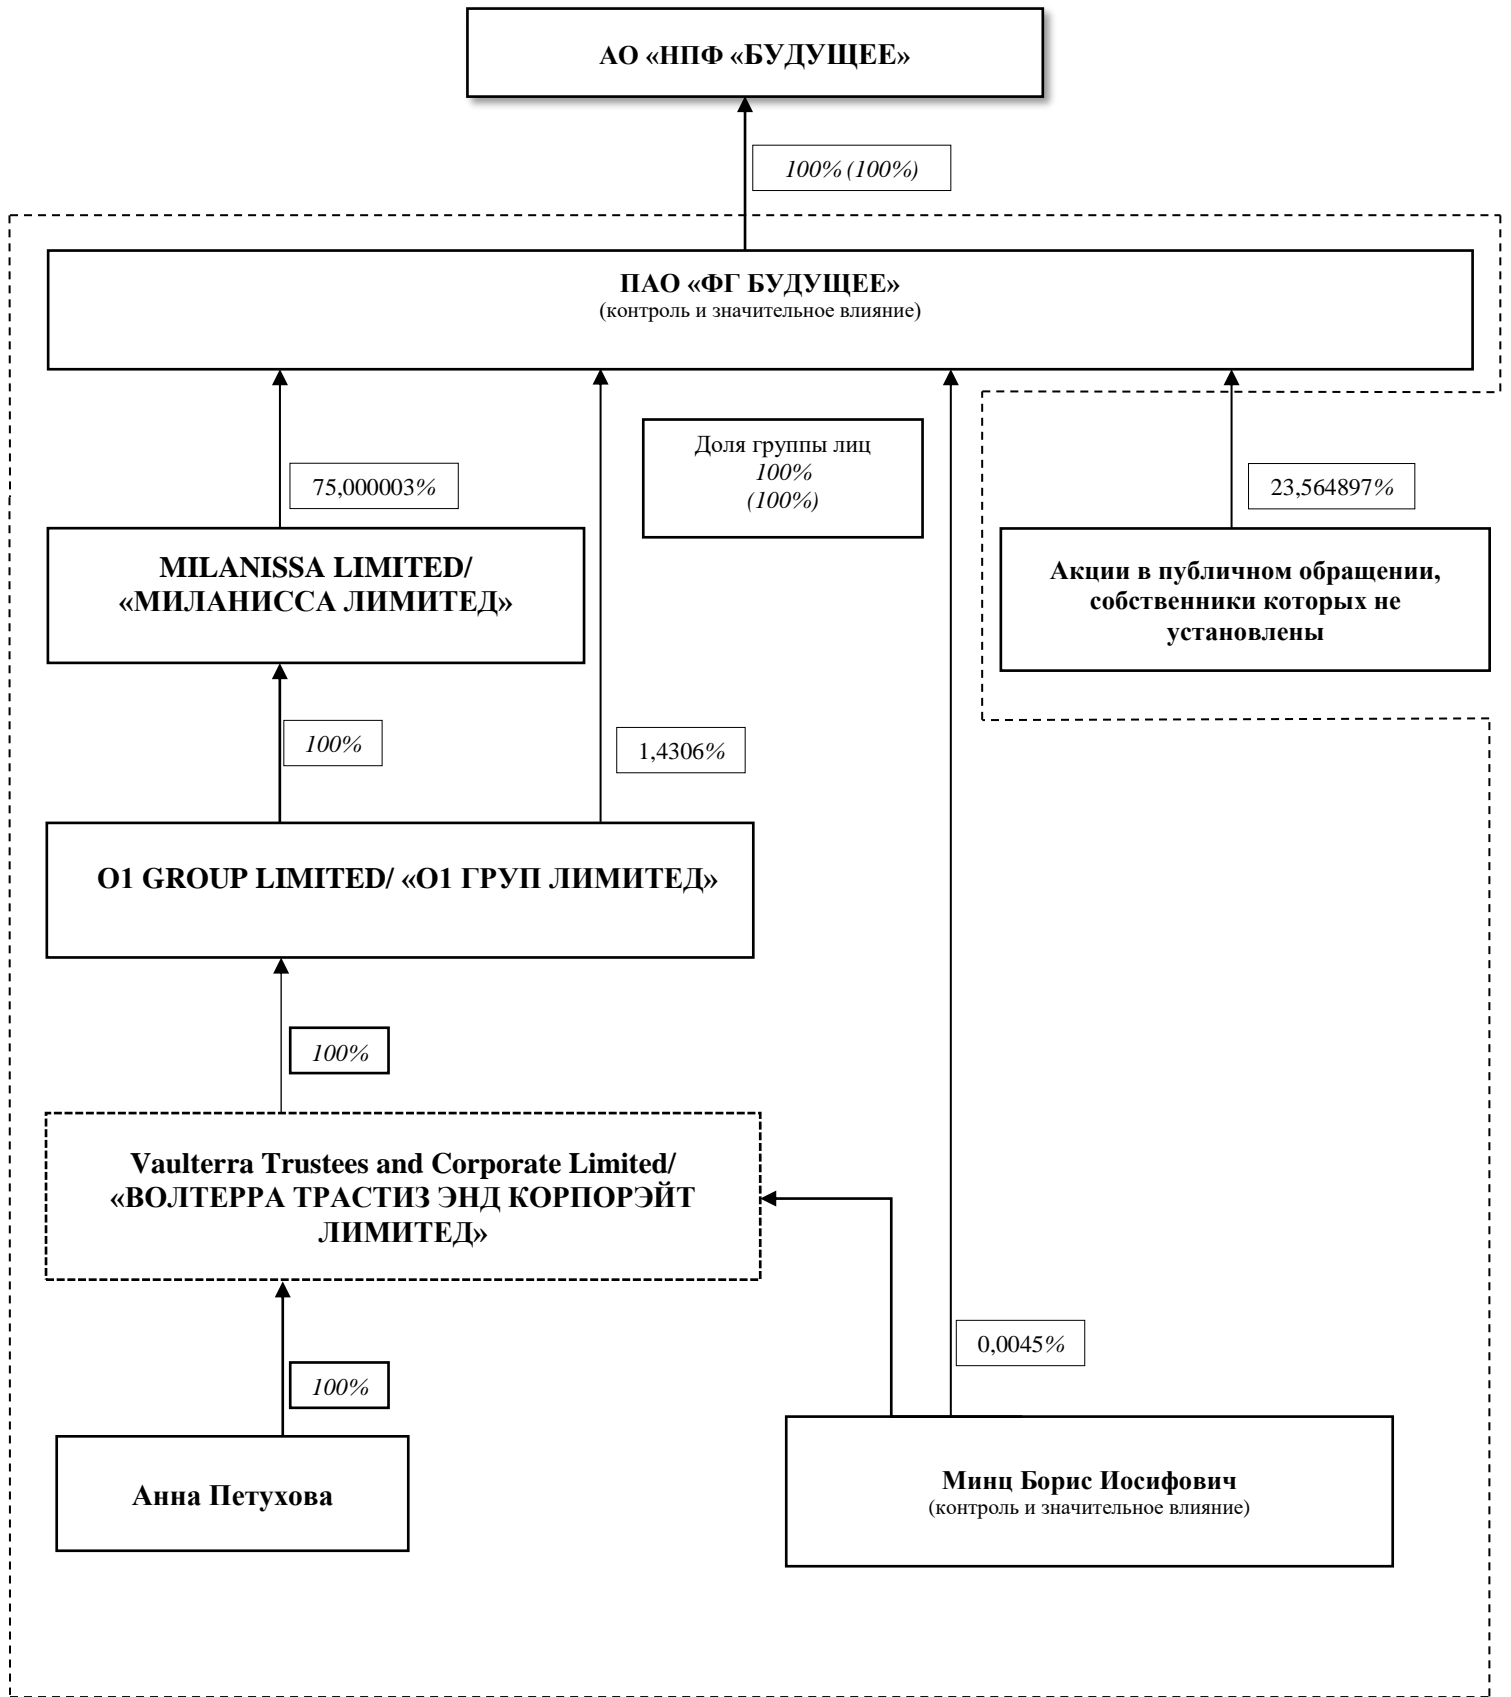 АО «НПФ «БУДУЩЕЕ»
100% (100%)
ПАО «ФГ БУДУЩЕЕ»
(контроль и значительное влияние)
Доля группы лиц
100%
(100%)
75,000003%
23,564897%
MILANISSA LIMITED/
«МИЛАНИССА ЛИМИТЕД»
Акции в публичном обращении,
собственники которых не
установлены
100%
1,4306%
O1 GROUP LIMITED/ «О1 ГРУП ЛИМИТЕД»
100%
Vaulterra Trustees and Corporate Limited/
«ВОЛТЕРРА ТРАСТИЗ ЭНД КОРПОРЭЙТ
ЛИМИТЕД»
0,0045%
100%
Анна Петухова
Минц Борис Иосифович
(контроль и значительное влияние)